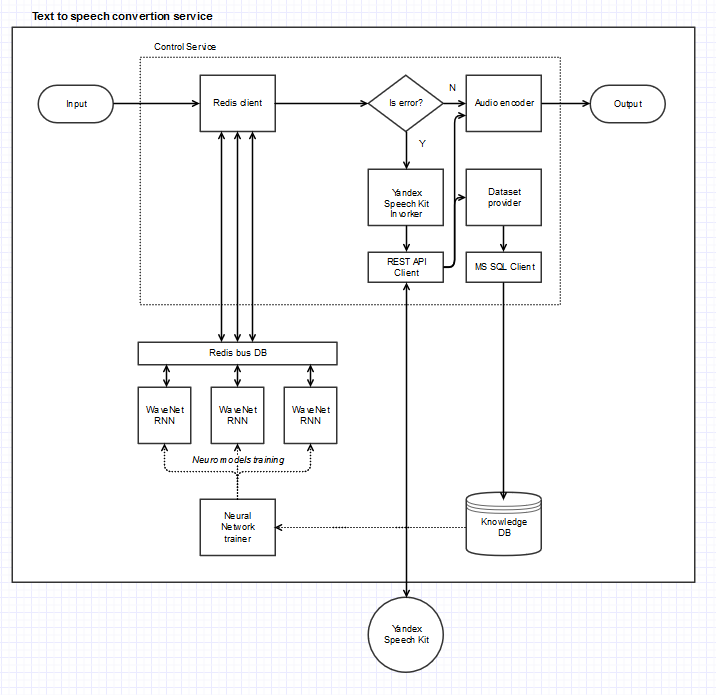 Text to speech convertion service
Control Service
Input
Redis client
Is error?
N
Audio encoder
Output
Y
Yandex
Speech Kit
Invorker
Dataset
provider
REST API
Client
MS SQL Client
Redis bus DB
WaveNet
RNN
WaveNet
RNN
WaveNet
RNN
Neuromodels training
Neural
Network
trainer
Knowledge
DB
Yandex
Speech Kit